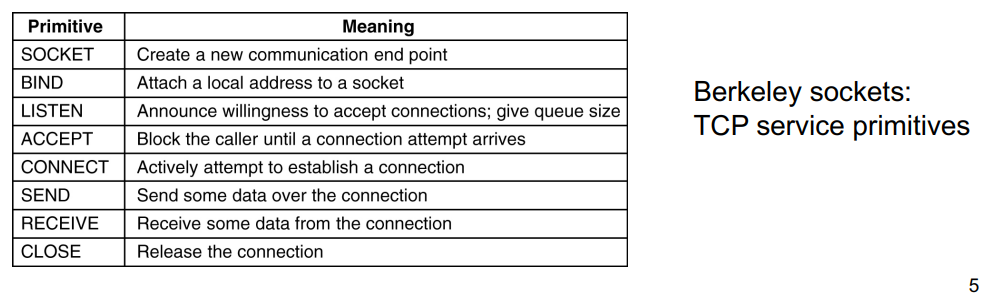 Primitive Meaning
SOCKET Create a new communication end point
BIND Attach a local address to a socket
LISTEN Announce willingness to accept connections; give queue size
ACCEPT Block the caller until a connection attempt arrives
CONNECT Actively attempt to establish a connection
SEND Send some data over the connection
RECEIVE Receive some data from the connection
CLOSE Release the connection
Berkeley sockets:
TCP service primitives
5